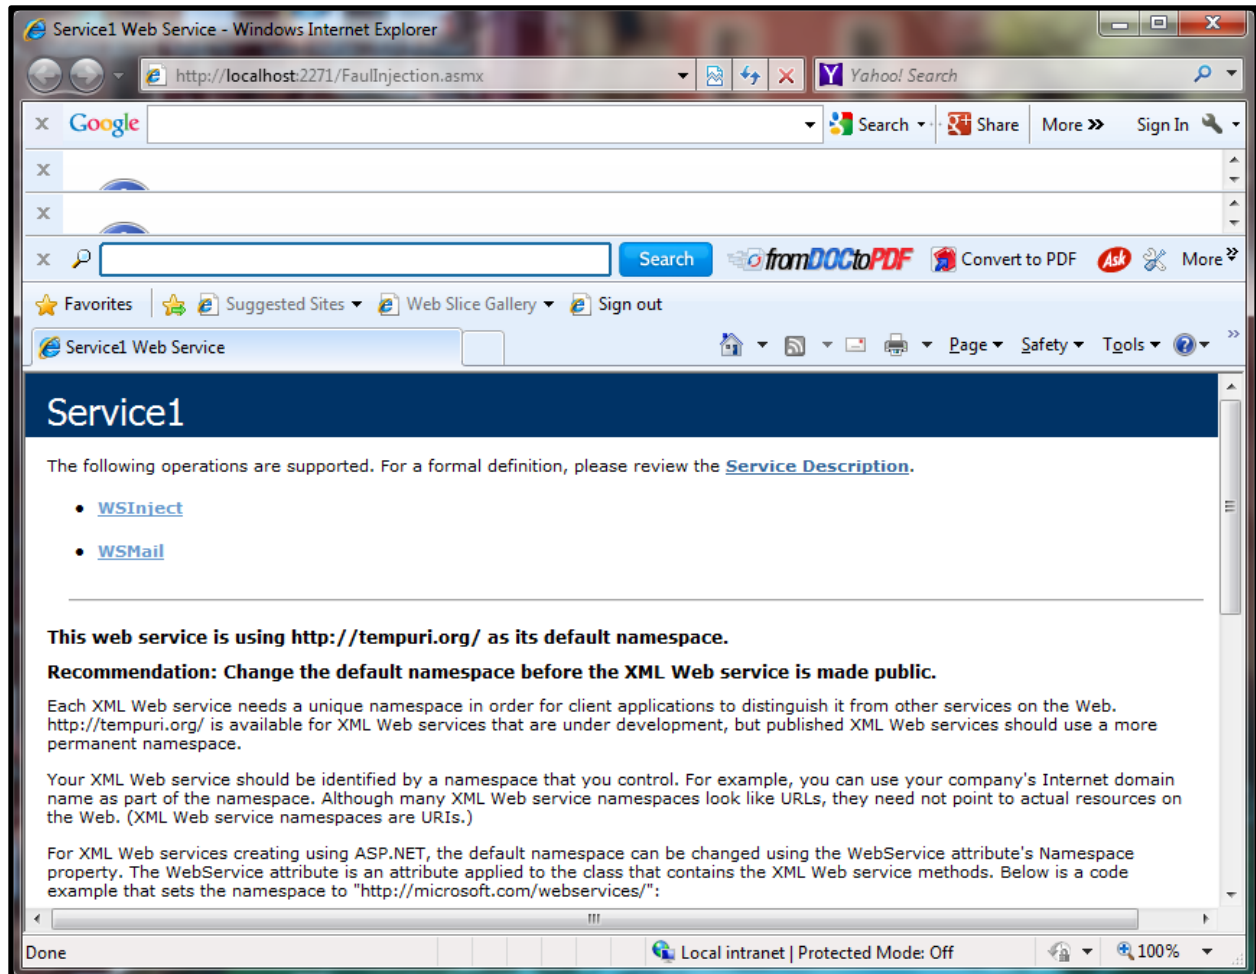 Service1 Web Service - Windows Internet Explorer
http://localhost:2271/FaulInjection.asmx
Yahoo! Search
x Google Search Share More » Sign In
x
x
x Search fromDOCtoPDF Convert to PDF Ask More
Favorites Suggested Sites Web Slice Gallery Sign out
Service1 Web Service Page Safety Tools
Service1
The following operations are supported. For a formal definition, please review the Service Description.
• WSInject
• WSMail
This web service is using http://tempuri.org/ as its default namespace.
Recommendation: Change the default namespace before the XML Web service is made public.
Each XML Web service needs a unique namespace in order for client applications to distinguish it from other services on the Web.
http://tempuri.org/ is available for XML Web services that are under development, but published XML Web services should use a more
permanent namespace.
Your XML Web service should be identified by a namespace that you control. For example, you can use your company's Internet domain
name as part of the namespace. Although many XML Web service namespaces look like URLs, they need not point to actual resources on
the Web. (XML Web service namespaces are URIs.)
For XML Web services creating using ASP.NET, the default namespace can be changed using the WebService attribute's Namespace
property. The WebService attribute is an attribute applied to the class that contains the XML Web service methods. Below is a code
example that sets the namespace to "http://microsoft.com/webservices/":
Done Local intranet | Protected Mode: Off 100%